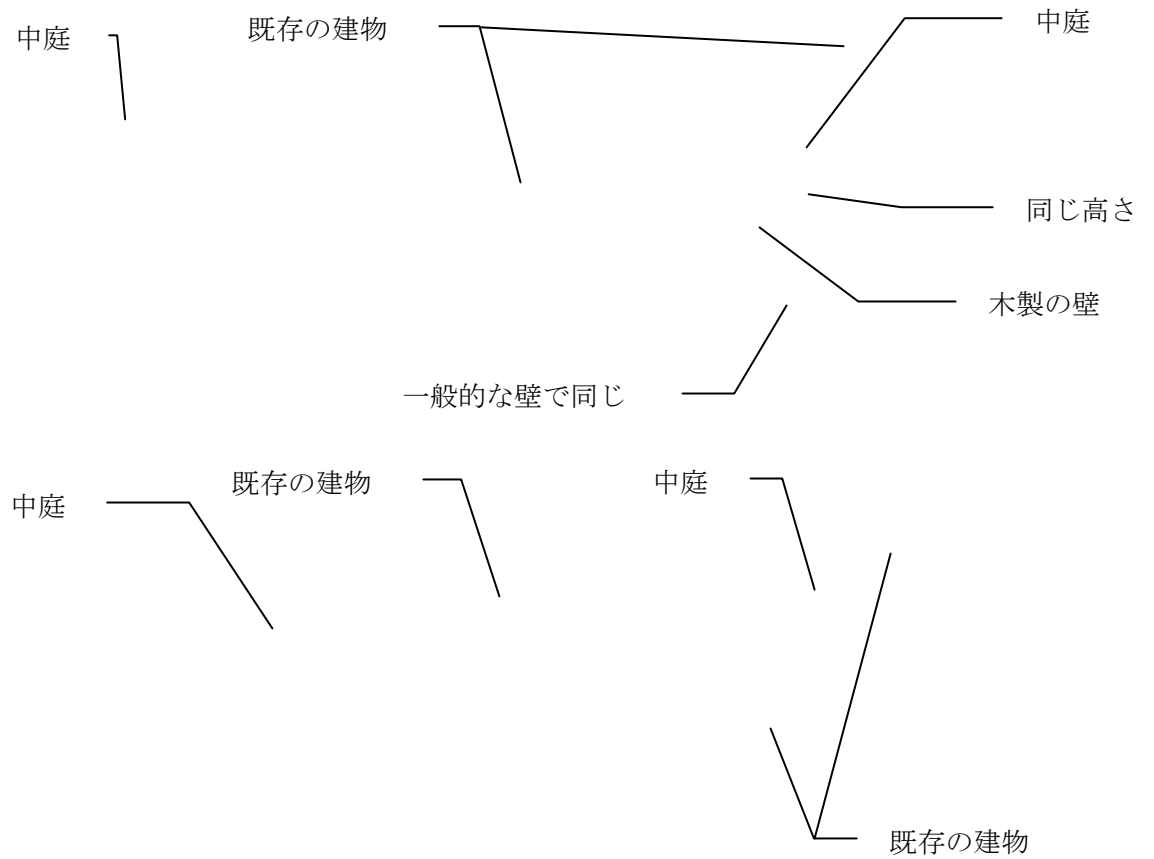 中庭
既存の建物
中庭
同じ高さ
木製の壁
一般的な壁で同じ
中庭
既存の建物
中庭
既存の建物